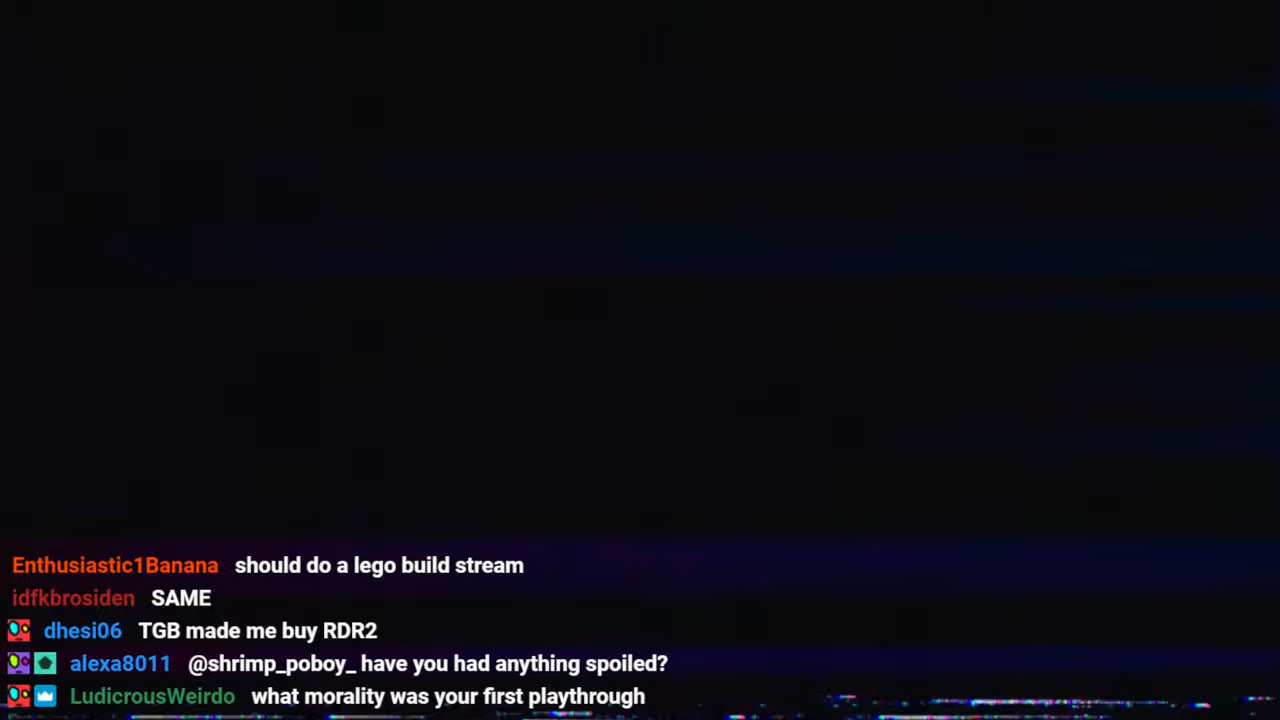 Enthusiastic1Banana should do a lego build stream
idfkbrosiden SAME
dhesi06 TGB made me buy RDR2
alexa8011 @shrimp_poboy_ have you had anything spoiled?
LudicrousWeirdo what morality was your first playthrough